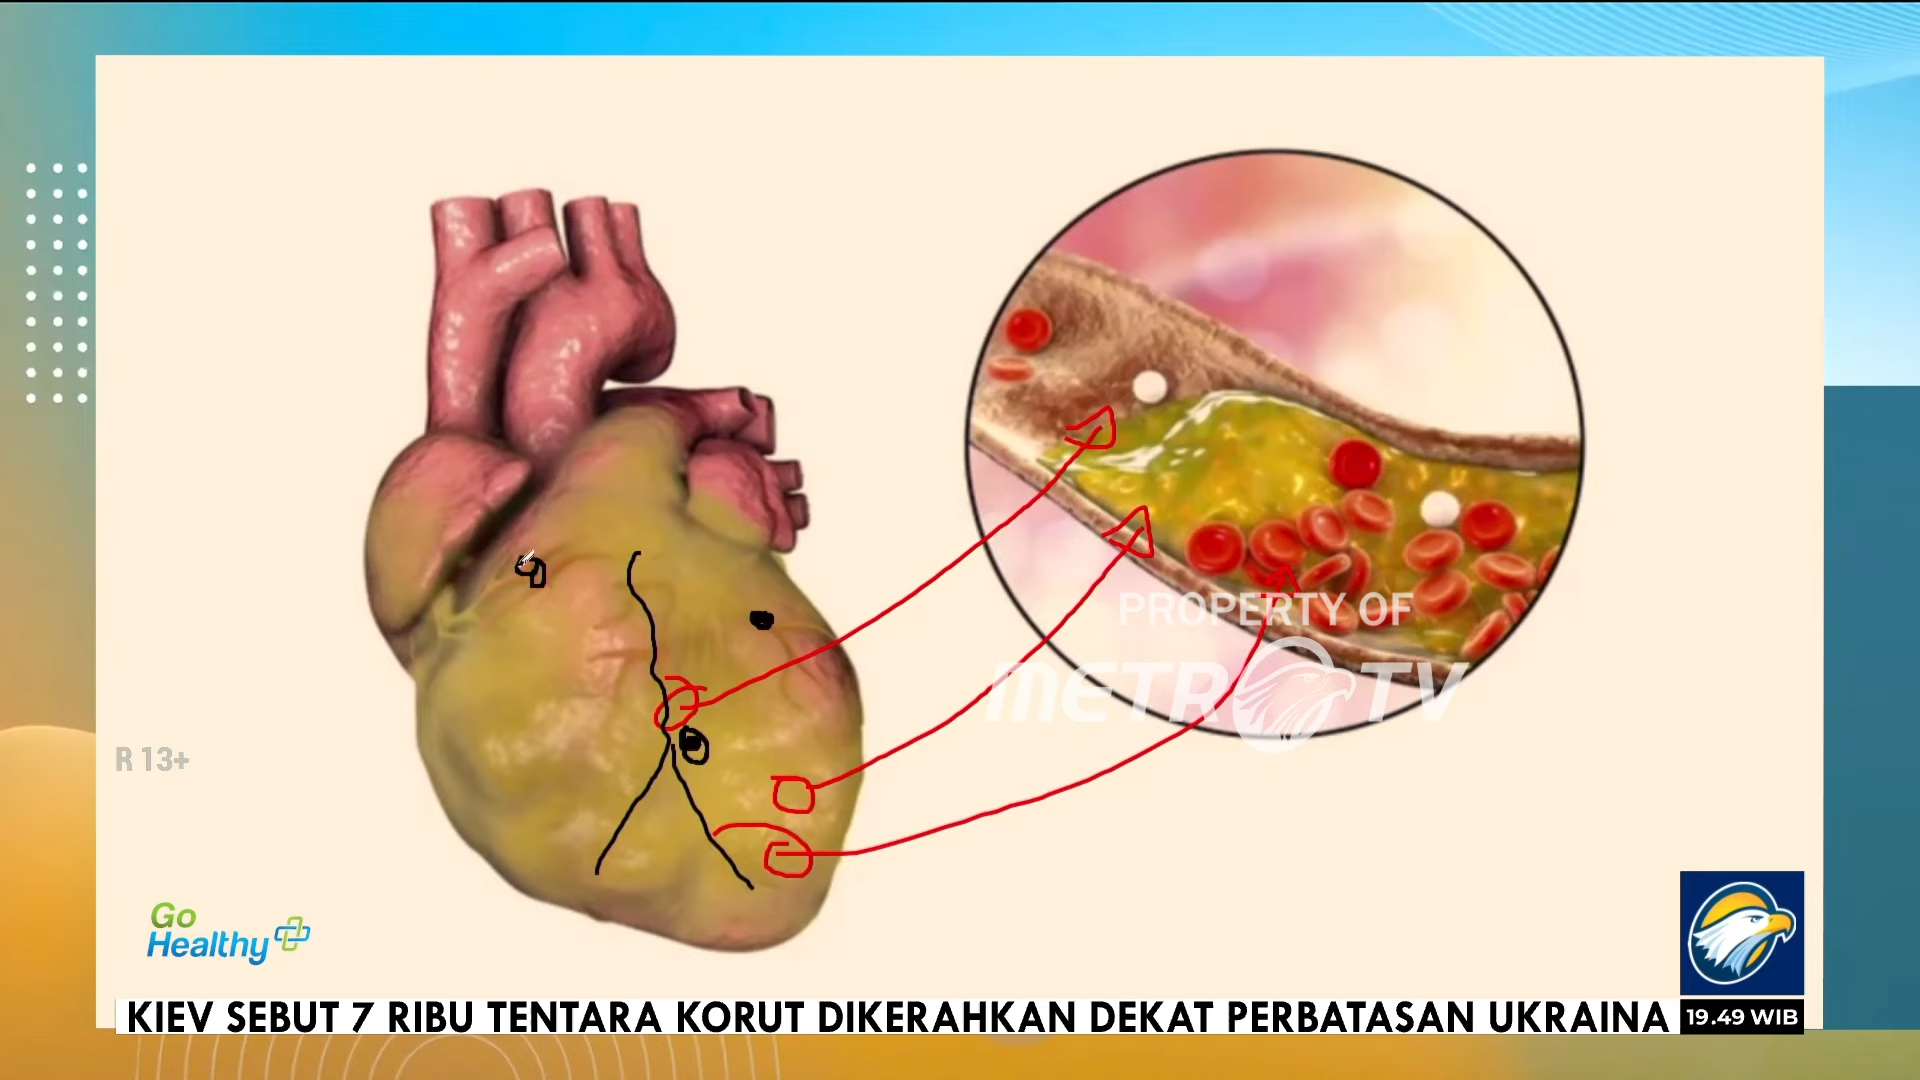 PROPERTY OF
METRO TV
R 13+
Go
Healthy
KIEV SEBUT 7 RIBU TENTARA KORUT DIKERAHKAN DEKAT PERBATASAN UKRAINA
19.49 WIB